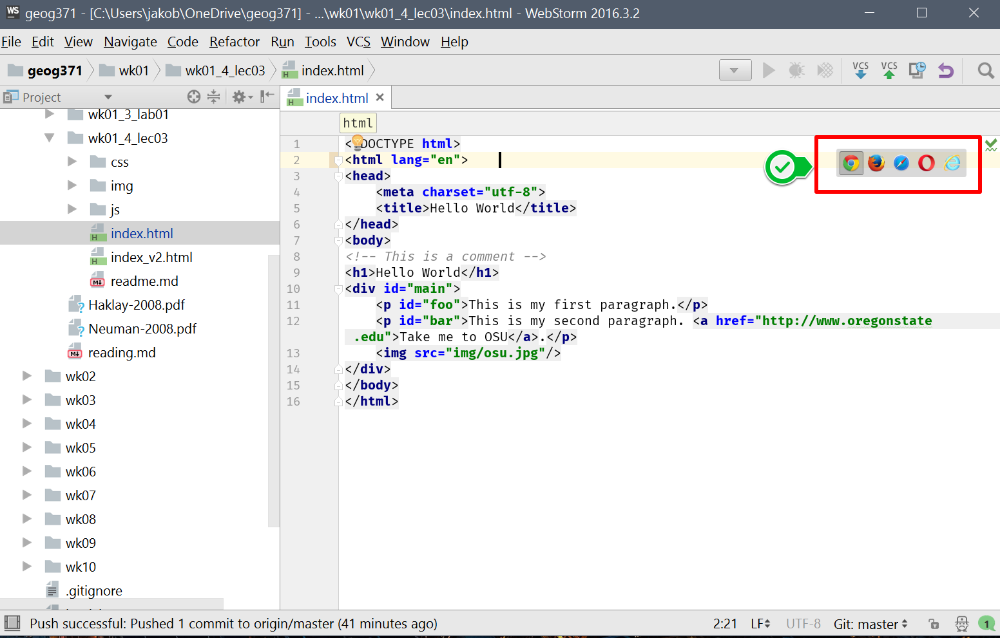 WS geog371 - [C:\Users\jakob\OneDrive\geog371] - ...\wk01\wk01_4_lec03\index.html - WebStorm 2016.3.2
File Edit View Navigate Code Refactor Run Tools VCS Window Help
geog371 wk01 wk01_4_lec03 index.html VCS VCS
Project
index.html
wk01_3_lab01
wk01_4_lec03
css
img
js
index.html
index_v2.html
readme.md
Haklay-2008.pdf
Neuman-2008.pdf
reading.md
wk02
wk03
wk04
wk05
wk06
wk07
wk08
wk09
wk10
.gitignore
html
1 <!DOCTYPE html>
2 <html lang="en">
3 <head>
4 <meta charset="utf-8">
5 <title>Hello World</title>
6 </head>
7 <body>
8 <!-- This is a comment -->
9 <h1>Hello World</h1>
10 <div id="main">
11 <p id="foo">This is my first paragraph.</p>
12 <p id="bar">This is my second paragraph. <a href="http://www.oregonstate
.edu">Take me to OSU</a>.</p>
13 <img src="img/osu.jpg"/>
14 </div>
15 </body>
16 </html>
Push successful: Pushed 1 commit to origin/master (41 minutes ago) 2:21 LF UTF-8 Git: master 1